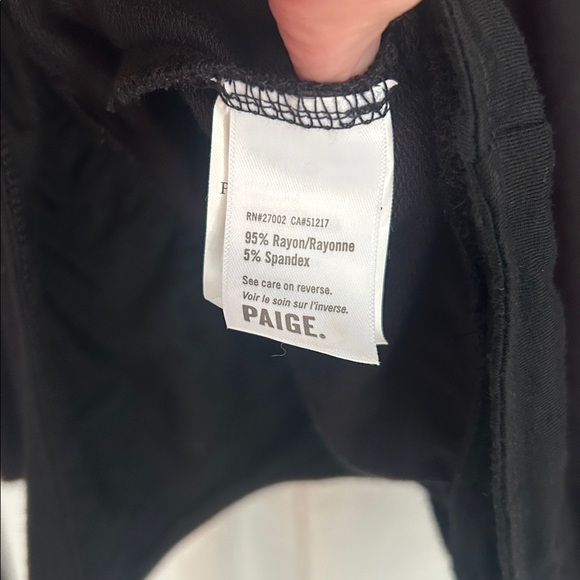 RN#27002 CA#51217
95% Rayon/Rayonne
5% Spandex
See care on reverse.
Voir le soin sur l'inverse.
PAIGE.